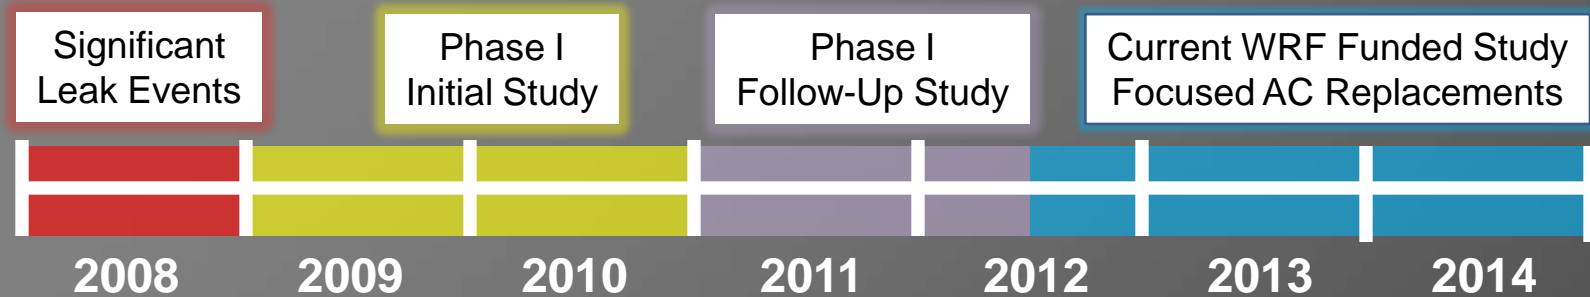 Significant
Leak Events
Phase I
Initial Study
Phase I
Follow-Up Study
Current WRF Funded Study
Focused AC Replacements
2008 2009 2010 2011 2012 2013 2014